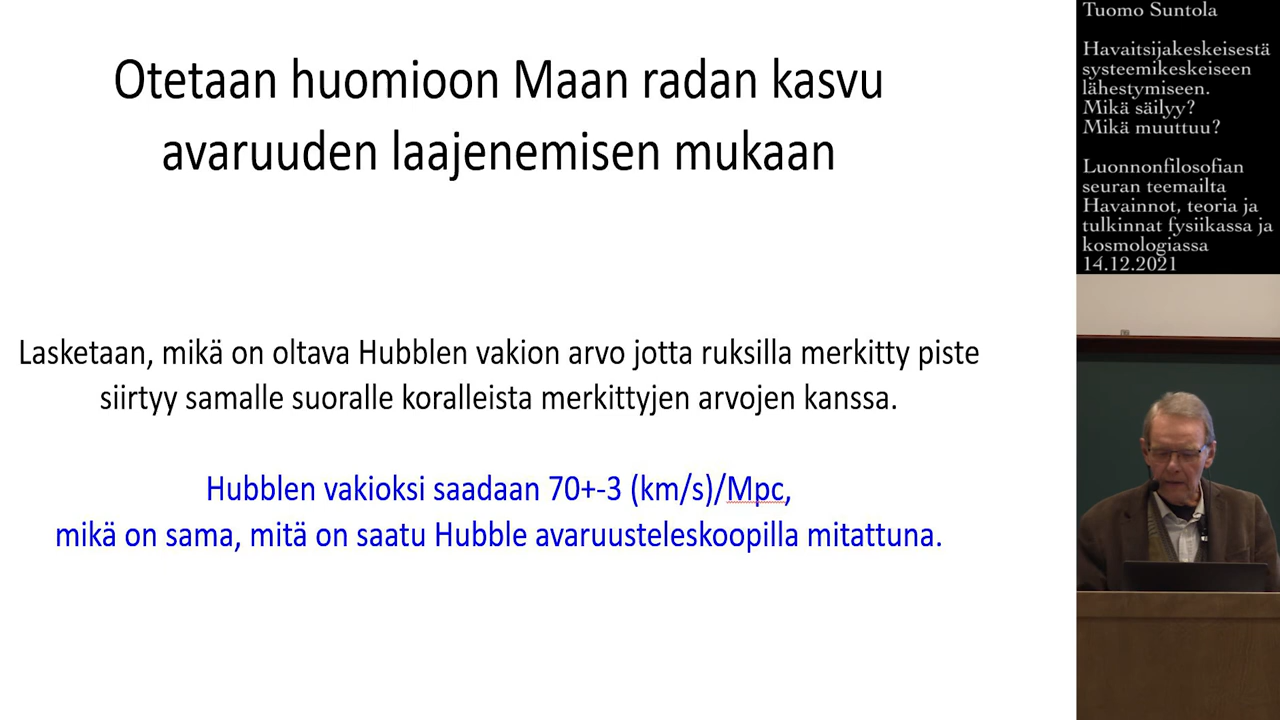 Otetaan huomioon Maan radan kasvu
avaruuden laajenemisen mukaan
Lasketaan, mikä on oltava Hubblen vakion arvo jotta ruksilla merkitty piste
siirtyy samalle suoralle koralleista merkittyjen arvojen kanssa.
Hubblen vakioksi saadaan 70+-3 (km/s)/Mpc,
mikä on sama, mitä on saatu Hubble avaruusteleskoopilla mitattuna.
Tuomo Suntola
Havaitsijakeskeisestä
systeemikeskeiseen
lähestymiseen.
Mikä säilyy?
Mikä muuttuu?
Luonnonfilosofian
seuran teemailta
Havainnot, teoria ja
tulkinnat fysiikassa ja
kosmologiassa
14.12.2021